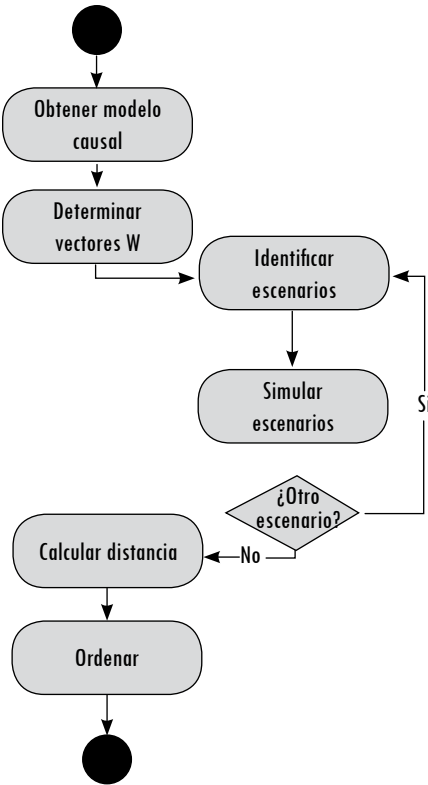 Obtener modelo
causal
Determinar
vectores W
Identificar
escenarios
Simular
escenarios
Si
¿Otro
escenario?
Calcular distancia
No
Ordenar